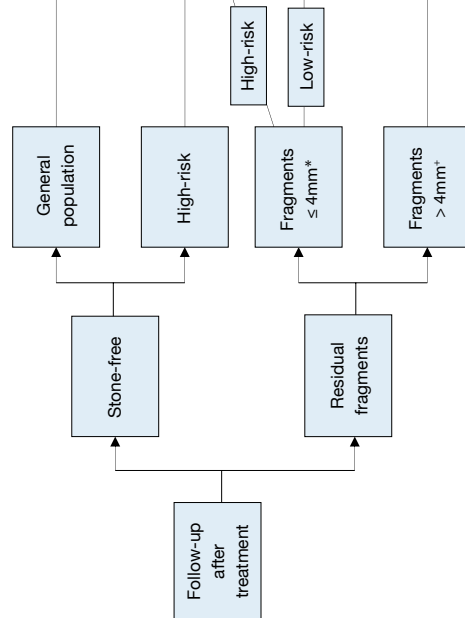 Follow-up
after
treatment
Stone-free
Residual
fragments
General
population
High-risk
Fragments
≤ 4mm*
Fragments
> 4mm⁺
High-risk
Low-risk